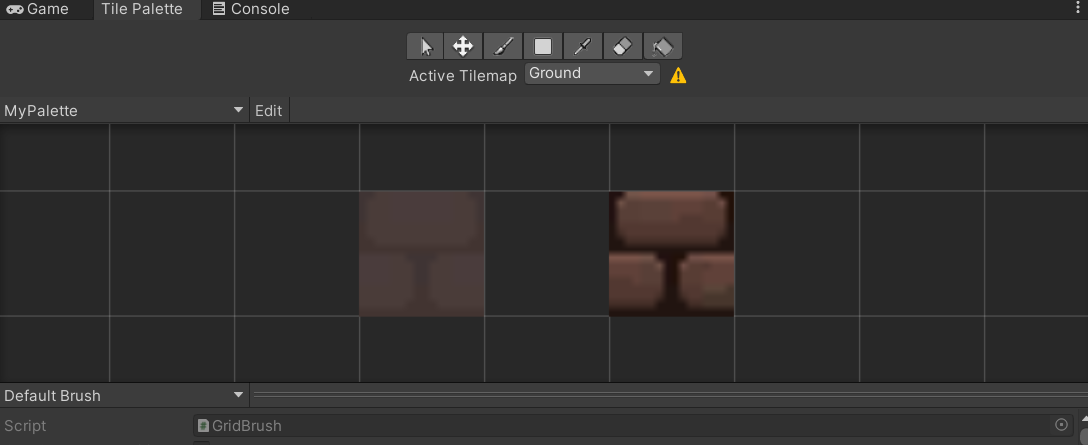 Game Tile Palette Console
Active Tilemap Ground
MyPalette Edit
Default Brush
Script GridBrush